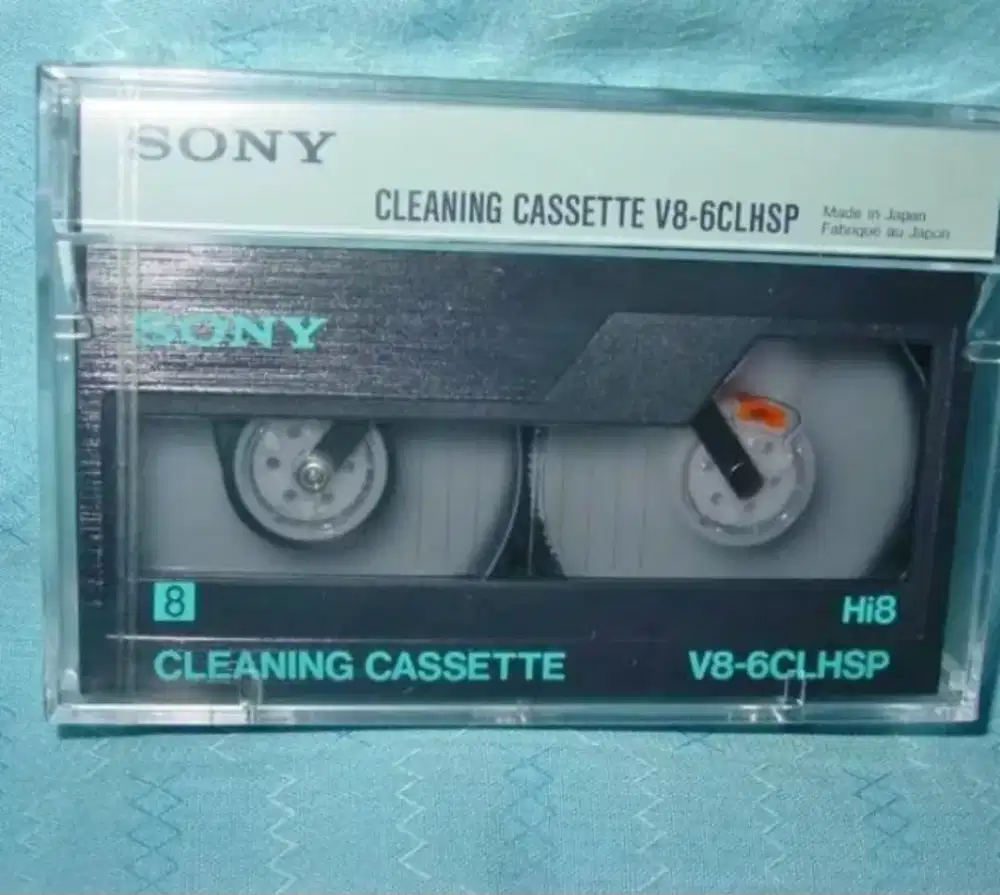 SONY
CLEANING CASSETTE V8-6CLHSP
Made in Japan
Fabriqué au Japon
SONY
8
Hi8
CLEANING CASSETTE
V8-6CLHSP